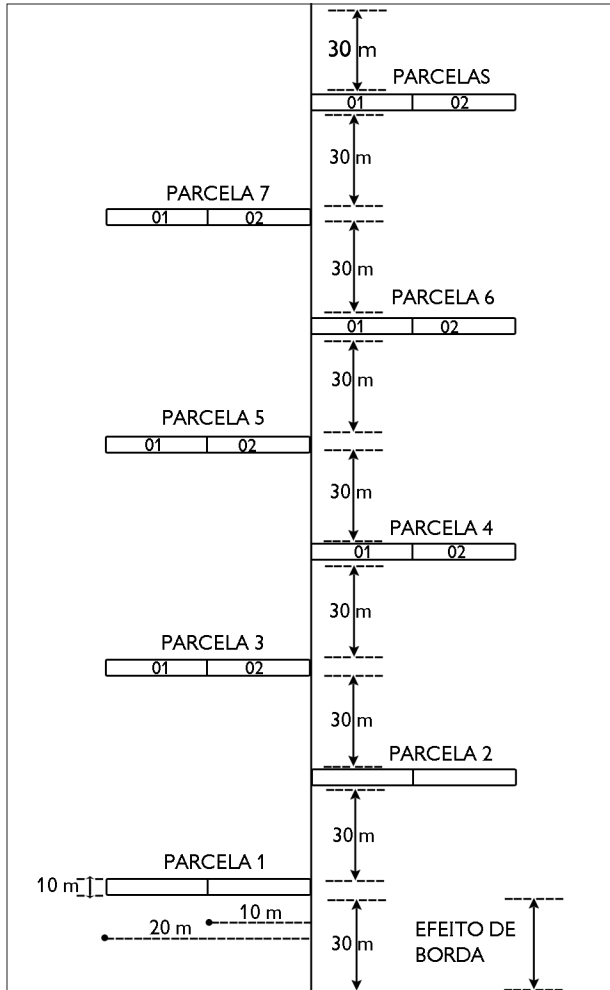 30 m
PARCELAS
01 02
30 m
PARCELA 7
01 02
30 m
PARCELA 6
01 02
30 m
PARCELA 5
01 02
30 m
PARCELA 4
01 02
30 m
PARCELA 3
01 02
30 m
PARCELA 2
30 m
PARCELA 1
10 m
10 m
20 m
30 m
EFEITO DE
BORDA